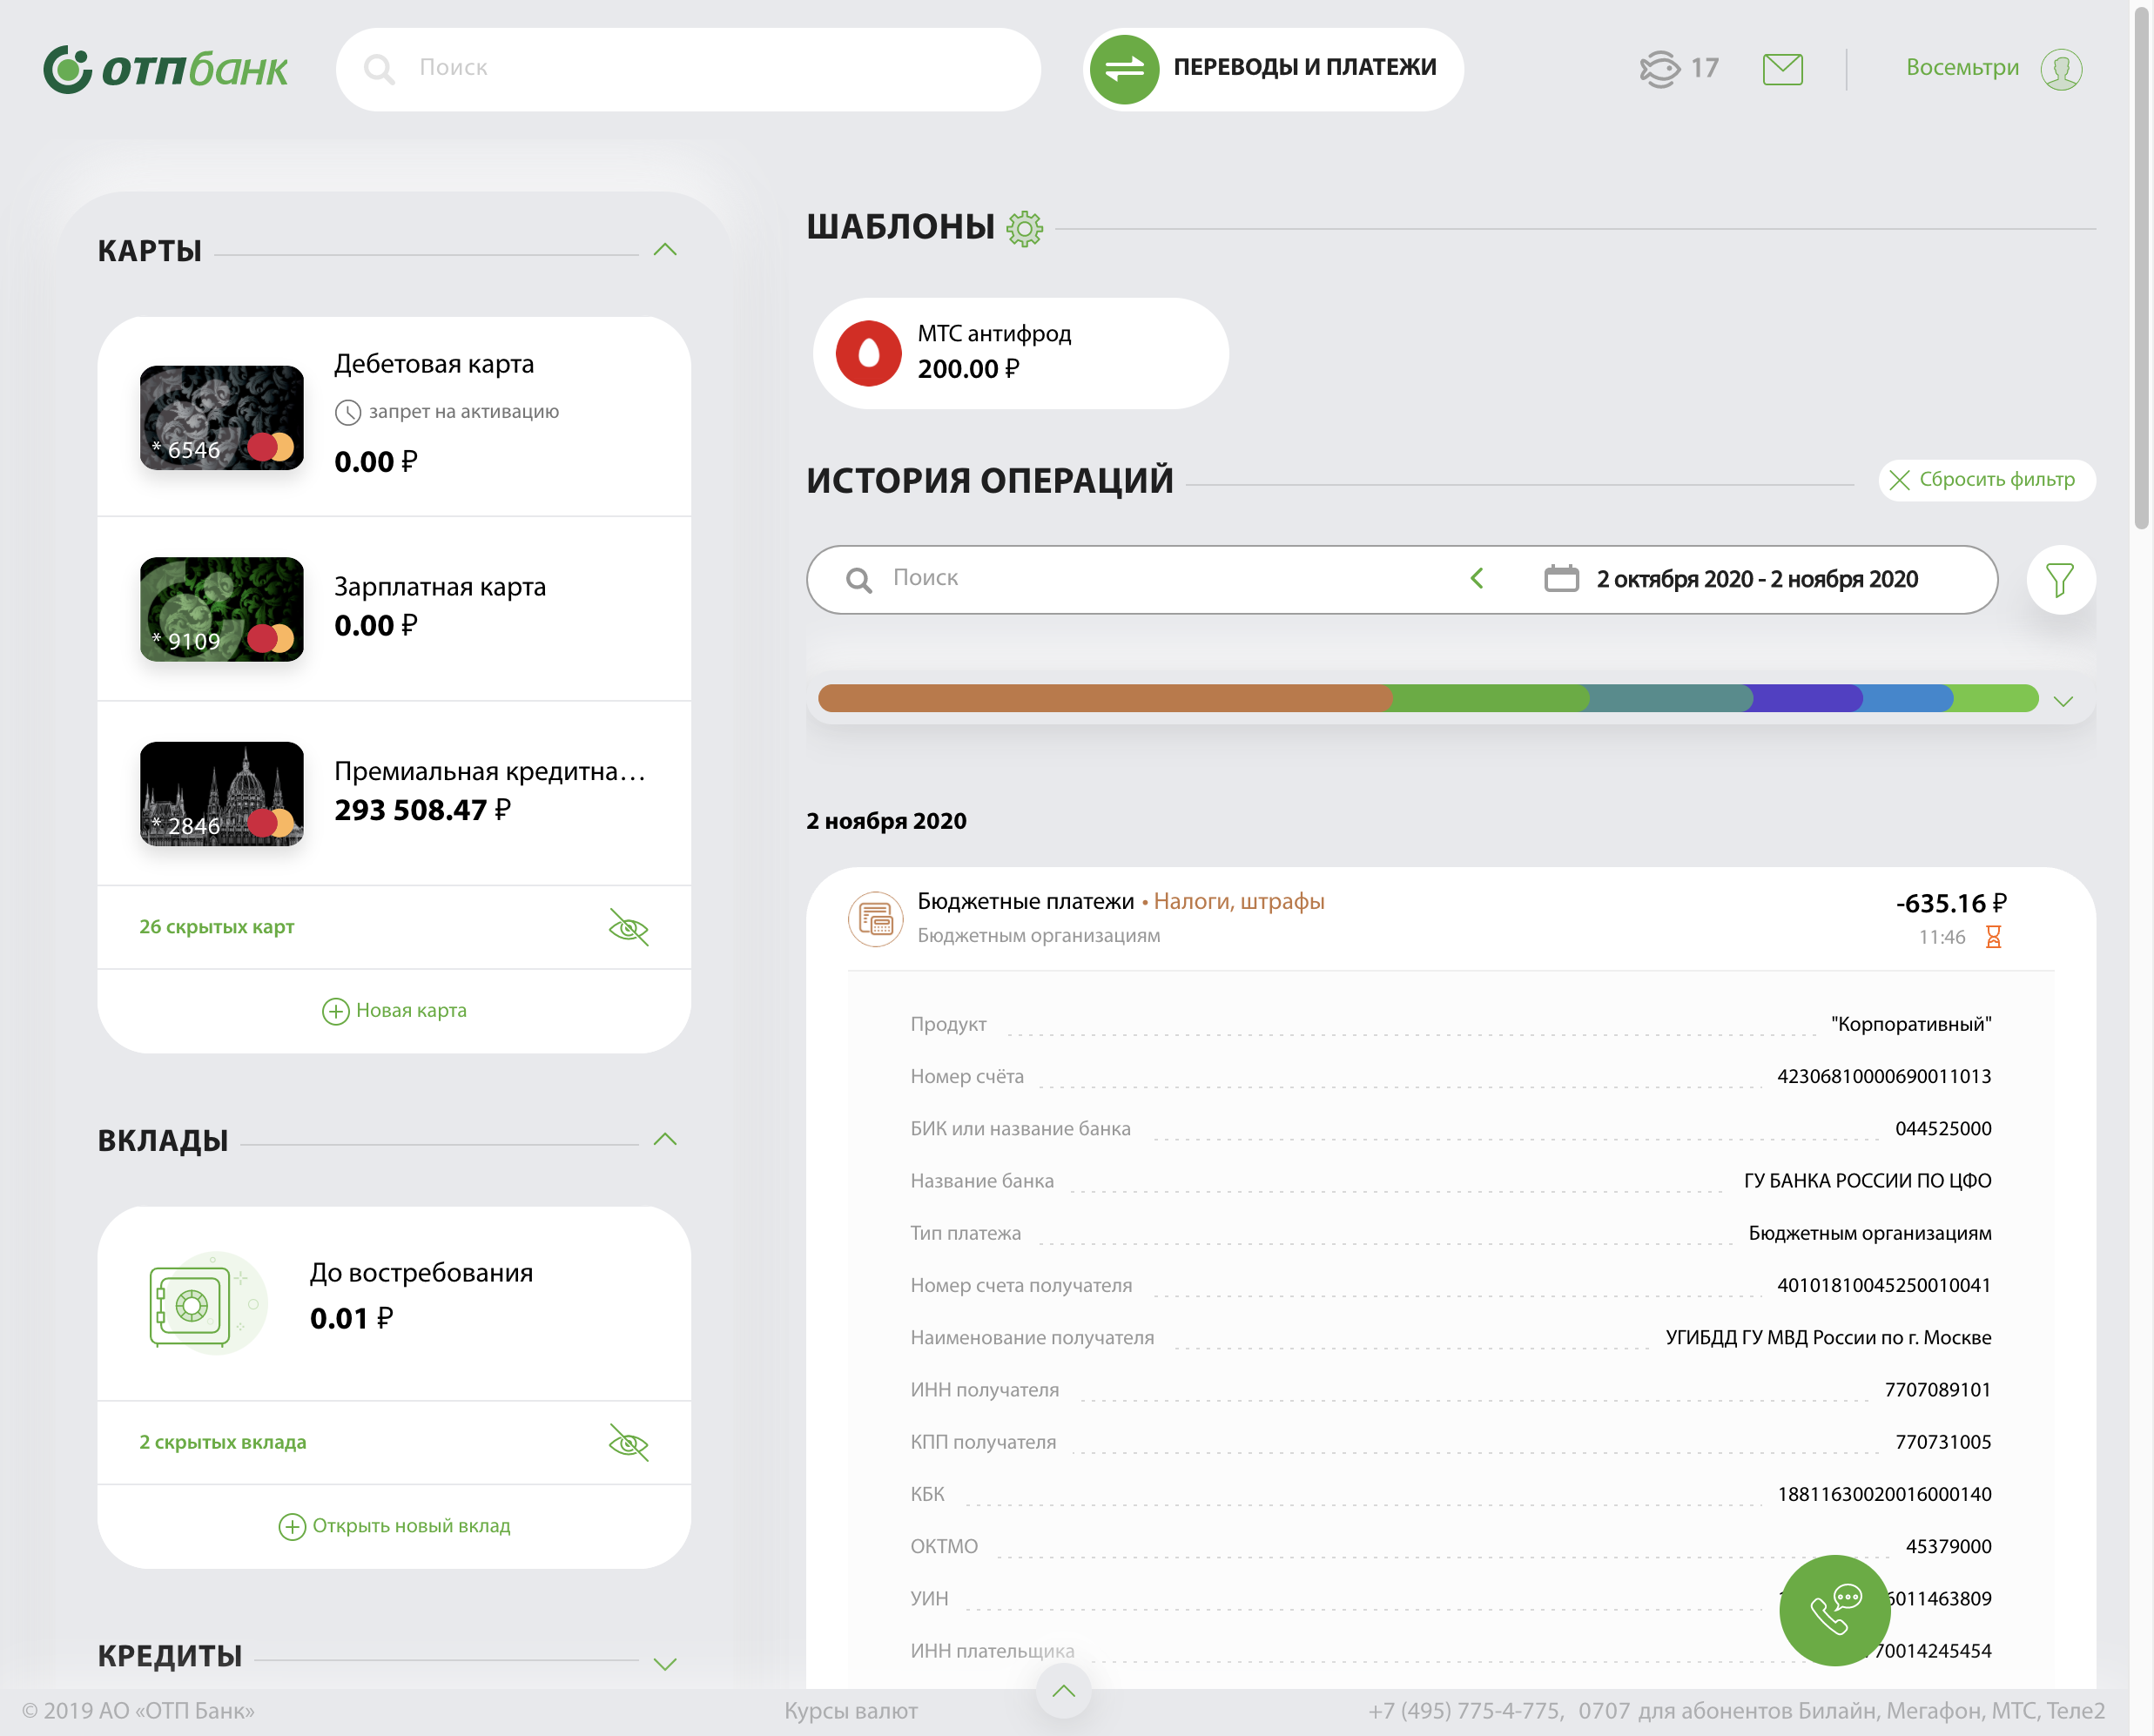 ОТПбанк
Поиск
ПЕРЕВОДЫ И ПЛАТЕЖИ
17
Восемьтри
КАРТЫ
Дебетовая карта
запрет на активацию
0.00 ₽
* 6546
Зарплатная карта
0.00 ₽
* 9109
Премиальная кредитна...
293 508.47 ₽
* 2846
26 скрытых карт
Новая карта
ВКЛАДЫ
До востребования
0.01 ₽
2 скрытых вклада
Открыть новый вклад
КРЕДИТЫ
ШАБЛОНЫ
МТС антифрод
200.00 ₽
ИСТОРИЯ ОПЕРАЦИЙ
Сбросить фильтр
Поиск
2 октября 2020 - 2 ноября 2020
2 ноября 2020
Бюджетные платежи • Налоги, штрафы -635.16 ₽
Бюджетным организациям 11:46
Продукт "Корпоративный"
Номер счёта 42306810000690011013
БИК или название банка 044525000
Название банка ГУ БАНКА РОССИИ ПО ЦФО
Тип платежа Бюджетным организациям
Номер счета получателя 40101810045250010041
Наименование получателя УГИБДД ГУ МВД России по г. Москве
ИНН получателя 7707089101
КПП получателя 770731005
КБК 18811630020016000140
ОКТМО 45379000
УИН 6011463809
ИНН плательщика 70014245454
© 2019 АО «ОТП Банк» Курсы валют +7 (495) 775-4-775, 0707 для абонентов Билайн, Мегафон, МТС, Теле2